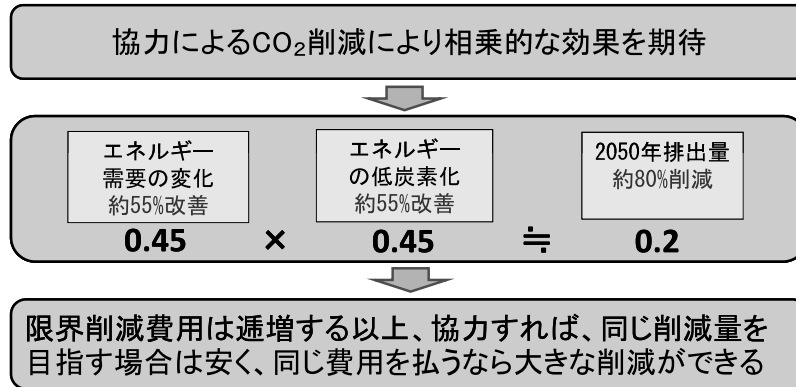 協力によるCO₂削減により相乗的な効果を期待
エネルギー
需要の変化
約55%改善
エネルギー
の低炭素化
約55%改善
2050年排出量
約80%削減
0.45 × 0.45 ≒ 0.2
限界削減費用は逓増する以上、協力すれば、同じ削減量を
目指す場合は安く、同じ費用を払うなら大きな削減ができる